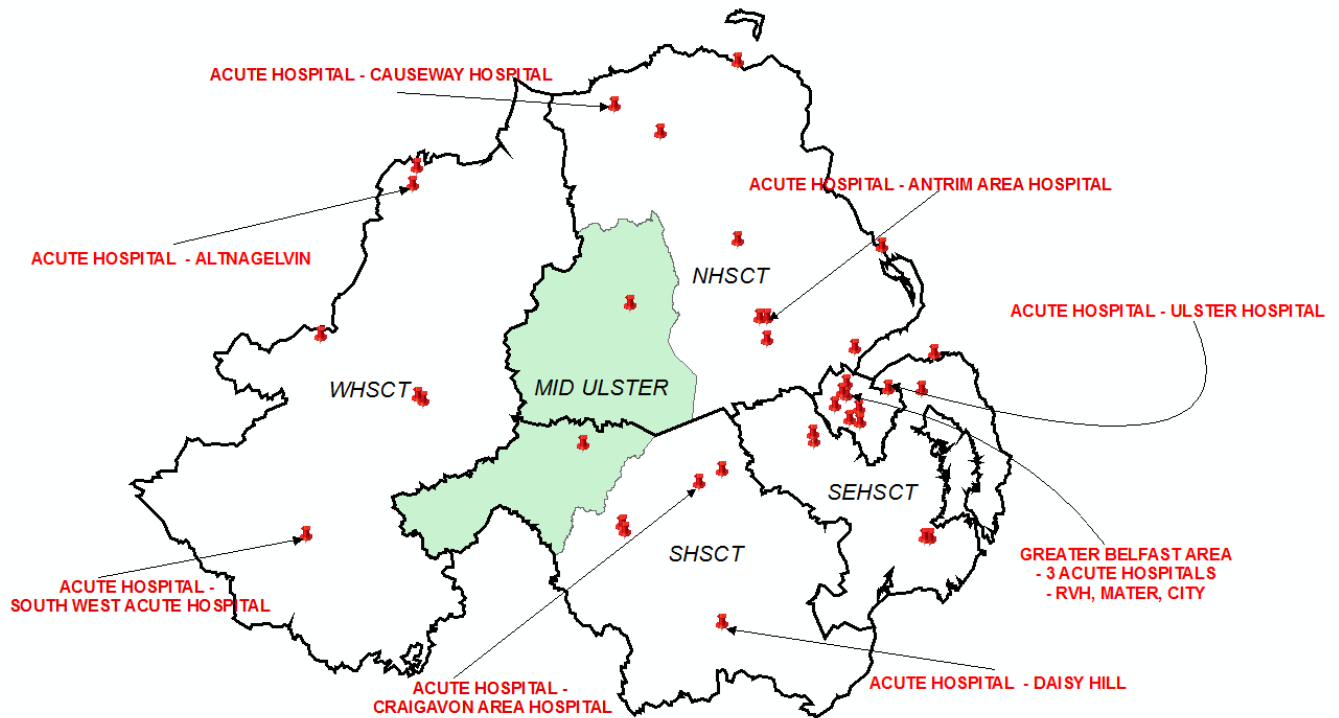 ACUTE HOSPITAL - CAUSEWAY HOSPITAL
ACUTE HOSPITAL - ANTRIM AREA HOSPITAL
ACUTE HOSPITAL - ALTNAGELVIN
NHSCT
ACUTE HOSPITAL - ULSTER HOSPITAL
WHSCT
MID ULSTER
SEHSCT
SHSCT
GREATER BELFAST AREA
- 3 ACUTE HOSPITALS
- RVH, MATER, CITY
ACUTE HOSPITAL -
SOUTH WEST ACUTE HOSPITAL
ACUTE HOSPITAL -
CRAIGAVON AREA HOSPITAL
ACUTE HOSPITAL - DAISY HILL